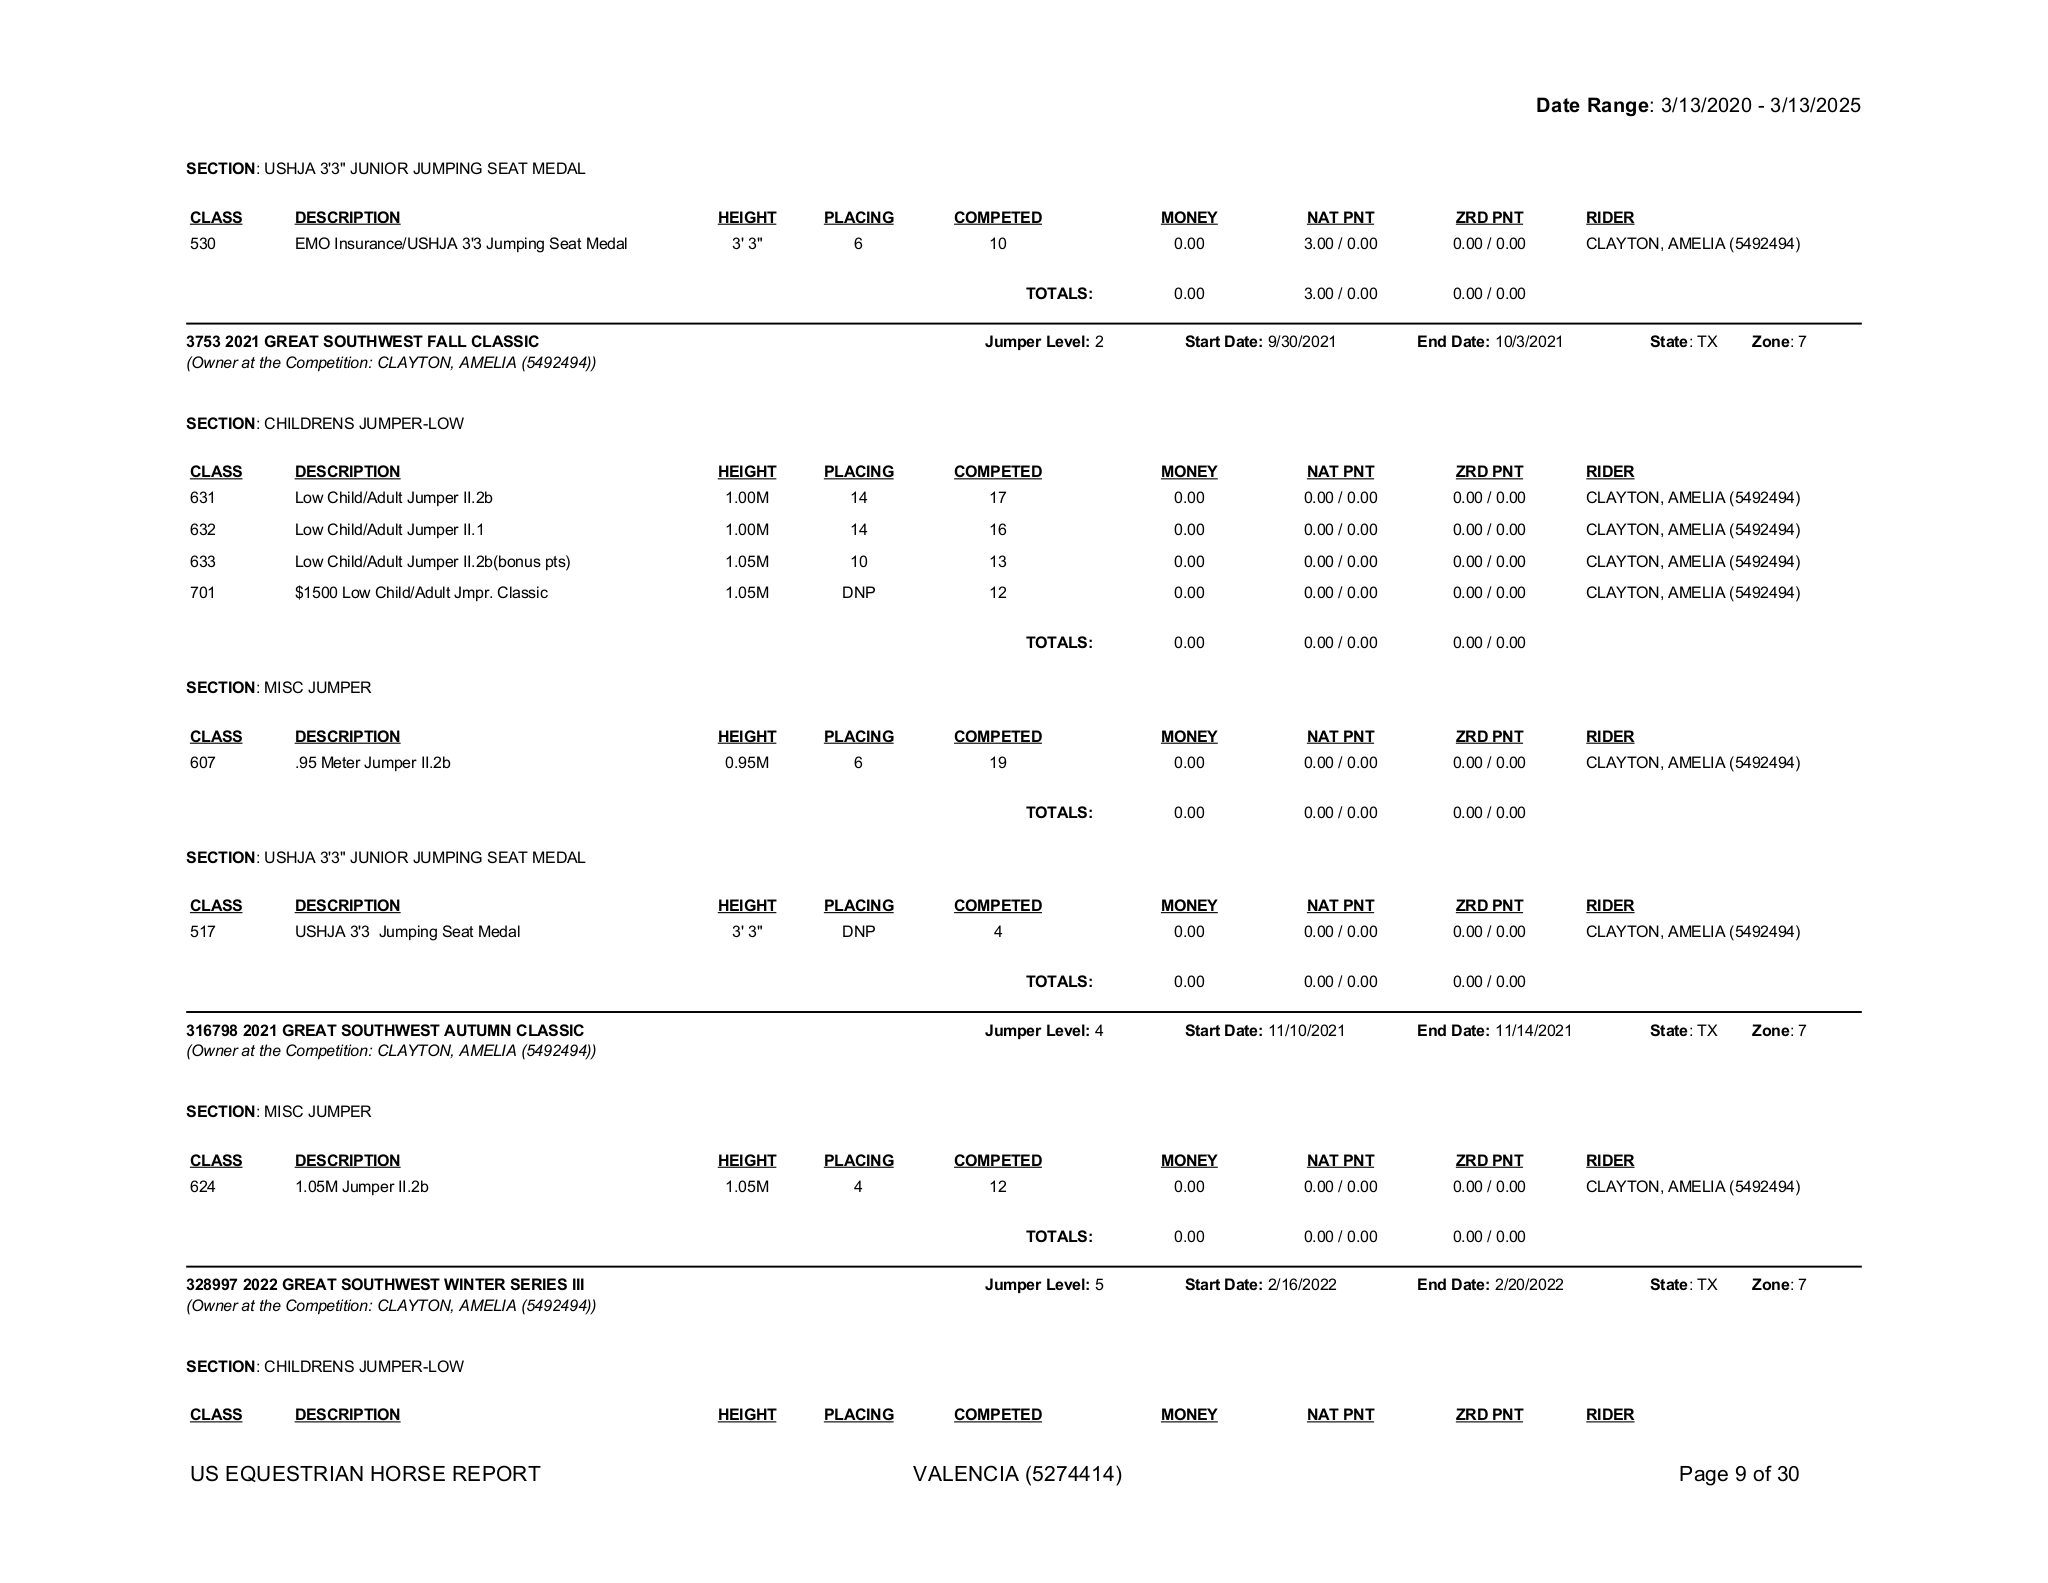 Date Range: 3/13/2020 - 3/13/2025
SECTION: USHJA 3'3" JUNIOR JUMPING SEAT MEDAL
CLASS DESCRIPTION HEIGHT PLACING COMPETED MONEY NAT PNT ZRD PNT RIDER
530 EMO Insurance/USHJA 3'3 Jumping Seat Medal 3' 3" 6 10 0.00 3.00 / 0.00 0.00 / 0.00 CLAYTON, AMELIA (5492494)
TOTALS: 0.00 3.00 / 0.00 0.00 / 0.00
3753 2021 GREAT SOUTHWEST FALL CLASSIC Jumper Level: 2 Start Date: 9/30/2021 End Date: 10/3/2021 State: TX Zone: 7
(Owner at the Competition: CLAYTON, AMELIA (5492494))
SECTION: CHILDRENS JUMPER-LOW
CLASS DESCRIPTION HEIGHT PLACING COMPETED MONEY NAT PNT ZRD PNT RIDER
631 Low Child/Adult Jumper II.2b 1.00M 14 17 0.00 0.00 / 0.00 0.00 / 0.00 CLAYTON, AMELIA (5492494)
632 Low Child/Adult Jumper II.1 1.00M 14 16 0.00 0.00 / 0.00 0.00 / 0.00 CLAYTON, AMELIA (5492494)
633 Low Child/Adult Jumper II.2b(bonus pts) 1.05M 10 13 0.00 0.00 / 0.00 0.00 / 0.00 CLAYTON, AMELIA (5492494)
701 $1500 Low Child/Adult Jmpr. Classic 1.05M DNP 12 0.00 0.00 / 0.00 0.00 / 0.00 CLAYTON, AMELIA (5492494)
TOTALS: 0.00 0.00 / 0.00 0.00 / 0.00
SECTION: MISC JUMPER
CLASS DESCRIPTION HEIGHT PLACING COMPETED MONEY NAT PNT ZRD PNT RIDER
607 .95 Meter Jumper II.2b 0.95M 6 19 0.00 0.00 / 0.00 0.00 / 0.00 CLAYTON, AMELIA (5492494)
TOTALS: 0.00 0.00 / 0.00 0.00 / 0.00
SECTION: USHJA 3'3" JUNIOR JUMPING SEAT MEDAL
CLASS DESCRIPTION HEIGHT PLACING COMPETED MONEY NAT PNT ZRD PNT RIDER
517 USHJA 3'3  Jumping Seat Medal 3' 3" DNP 4 0.00 0.00 / 0.00 0.00 / 0.00 CLAYTON, AMELIA (5492494)
TOTALS: 0.00 0.00 / 0.00 0.00 / 0.00
316798 2021 GREAT SOUTHWEST AUTUMN CLASSIC Jumper Level: 4 Start Date: 11/10/2021 End Date: 11/14/2021 State: TX Zone: 7
(Owner at the Competition: CLAYTON, AMELIA (5492494))
SECTION: MISC JUMPER
CLASS DESCRIPTION HEIGHT PLACING COMPETED MONEY NAT PNT ZRD PNT RIDER
624 1.05M Jumper II.2b 1.05M 4 12 0.00 0.00 / 0.00 0.00 / 0.00 CLAYTON, AMELIA (5492494)
TOTALS: 0.00 0.00 / 0.00 0.00 / 0.00
328997 2022 GREAT SOUTHWEST WINTER SERIES III Jumper Level: 5 Start Date: 2/16/2022 End Date: 2/20/2022 State: TX Zone: 7
(Owner at the Competition: CLAYTON, AMELIA (5492494))
SECTION: CHILDRENS JUMPER-LOW
CLASS DESCRIPTION HEIGHT PLACING COMPETED MONEY NAT PNT ZRD PNT RIDER
US EQUESTRIAN HORSE REPORT VALENCIA (5274414) Page 9 of 30